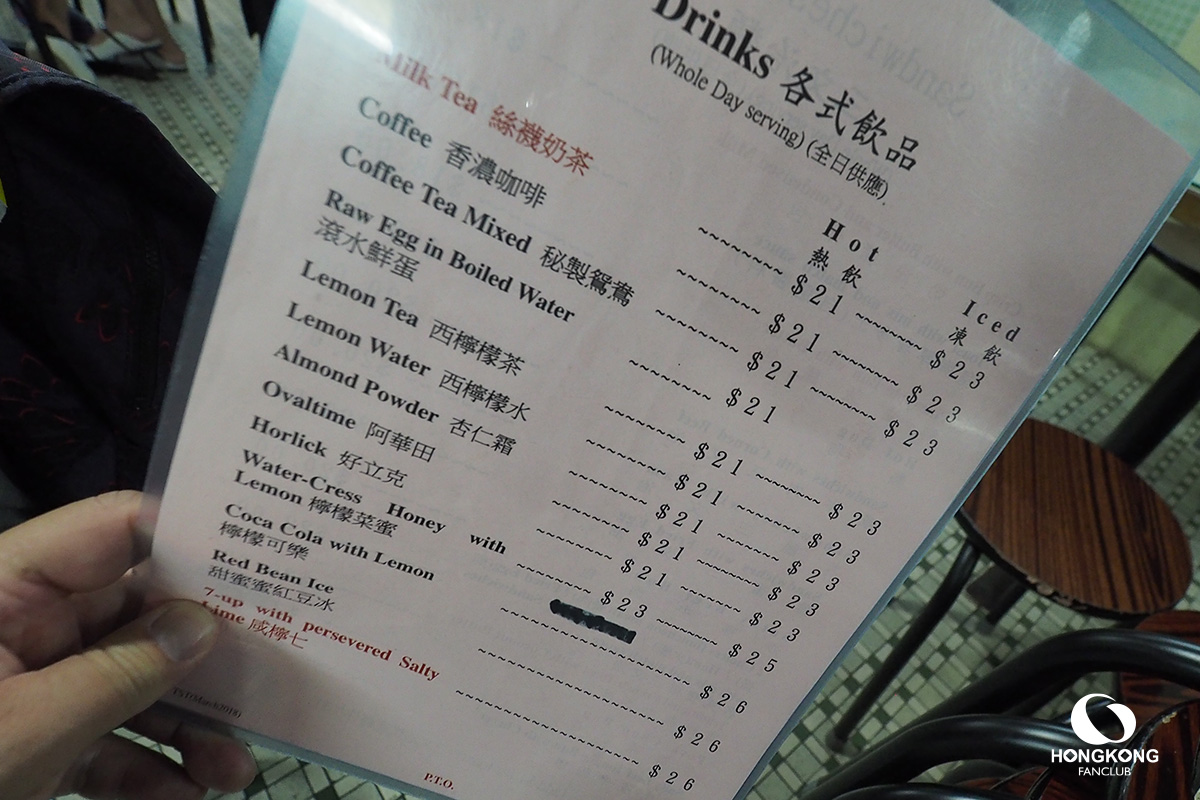 Drinks 各式飲品
(Whole Day serving) (全日供應).
Hot Iced
熱飲 凍飲
Milk Tea 絲襪奶茶 ~~~~~~~~ $21 ~~~~~~~~ $23
Coffee 香濃咖啡 ~~~~~~~~ $21 ~~~~~~~~ $23
Coffee Tea Mixed 秘製鴛鴦 ~~~~~~~~ $21 ~~~~~~~~ $23
Raw Egg in Boiled Water ~~~~~~~~ $21
滾水鮮蛋
Lemon Tea 西檸檬茶 ~~~~~~~~ $21 ~~~~~~~~ $23
Lemon Water 西檸檬水 ~~~~~~~~ $21 ~~~~~~~~ $23
Almond Powder 杏仁霜 ~~~~~~~~ $21 ~~~~~~~~ $23
Ovaltime 阿華田 ~~~~~~~~ $21 ~~~~~~~~ $23
Horlick 好立克 ~~~~~~~~ $21 ~~~~~~~~ $23
Water-Cress Honey with ~~~~~~~~ $23 ~~~~~~~~ $25
Lemon 檸檬菜蜜
Coca Cola with Lemon ~~~~~~~~ $26
檸檬可樂
Red Bean Ice ~~~~~~~~ $26
甜蜜蜜紅豆冰
7-up with persevered Salty ~~~~~~~~ $26
Lime 咸檸七
TST(March2018)
P.T.O.
HONGKONG
FANCLUB